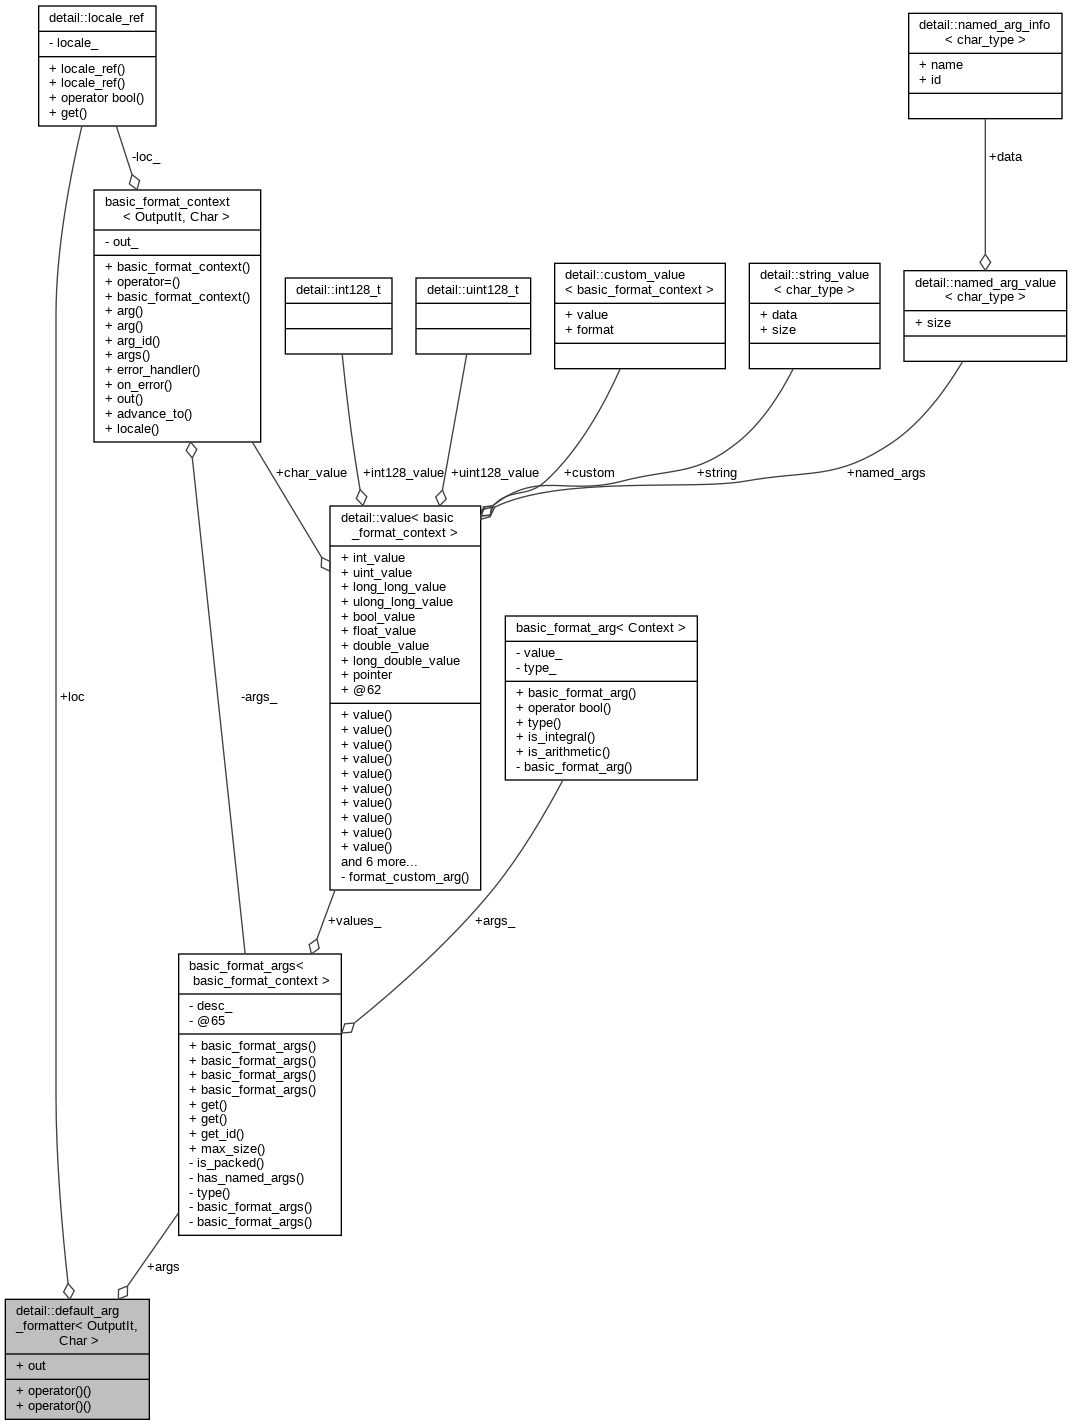 detail::locale_ref
- locale_
+ locale_ref()
+ locale_ref()
+ operator bool()
+ get()
detail::named_arg_info
< char_type >
+ name
+ id
-loc_
+data
basic_format_context
< OutputIt, Char >
- out_
+ basic_format_context()
+ operator=()
+ basic_format_context()
+ arg()
+ arg()
+ arg_id()
+ args()
+ error_handler()
+ on_error()
+ out()
+ advance_to()
+ locale()
detail::int128_t
detail::uint128_t
detail::custom_value
< basic_format_context >
+ value
+ format
detail::string_value
< char_type >
+ data
+ size
detail::named_arg_value
< char_type >
+ size
+char_value
+int128_value
+uint128_value
+custom
+string
+named_args
detail::value< basic
_format_context >
+ int_value
+ uint_value
+ long_long_value
+ ulong_long_value
+ bool_value
+ float_value
+ double_value
+ long_double_value
+ pointer
+ @62
+ value()
+ value()
+ value()
+ value()
+ value()
+ value()
+ value()
+ value()
+ value()
+ value()
and 6 more...
- format_custom_arg()
basic_format_arg< Context >
- value_
- type_
+ basic_format_arg()
+ operator bool()
+ type()
+ is_integral()
+ is_arithmetic()
- basic_format_arg()
+loc
-args_
+values_
+args_
basic_format_args<
basic_format_context >
- desc_
- @65
+ basic_format_args()
+ basic_format_args()
+ basic_format_args()
+ basic_format_args()
+ get()
+ get()
+ get_id()
+ max_size()
- is_packed()
- has_named_args()
- type()
- basic_format_args()
- basic_format_args()
+args
detail::default_arg
_formatter< OutputIt,
Char >
+ out
+ operator()()
+ operator()()